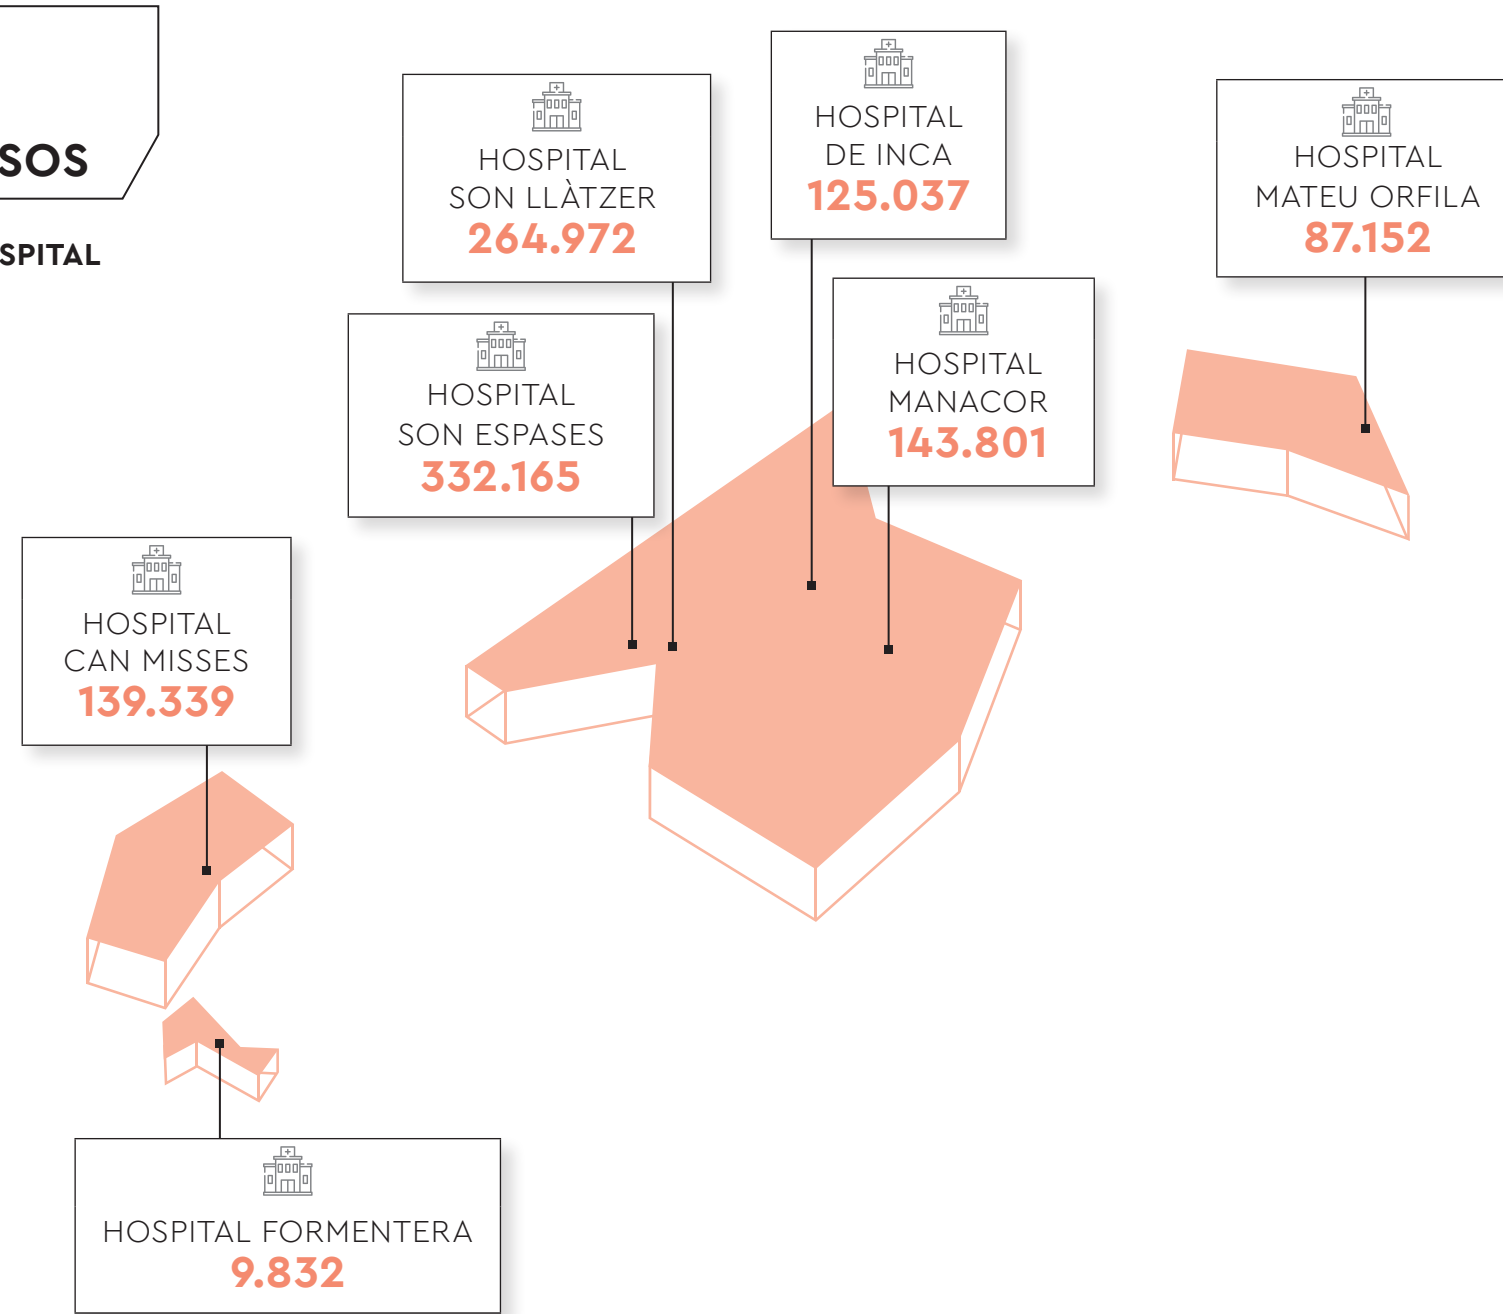 SOS
SPITAL
HOSPITAL
SON LLÀTZER
264.972
HOSPITAL
DE INCA
125.037
HOSPITAL
MATEU ORFILA
87.152
HOSPITAL
SON ESPASES
332.165
HOSPITAL
MANACOR
143.801
HOSPITAL
CAN MISSES
139.339
HOSPITAL FORMENTERA
9.832